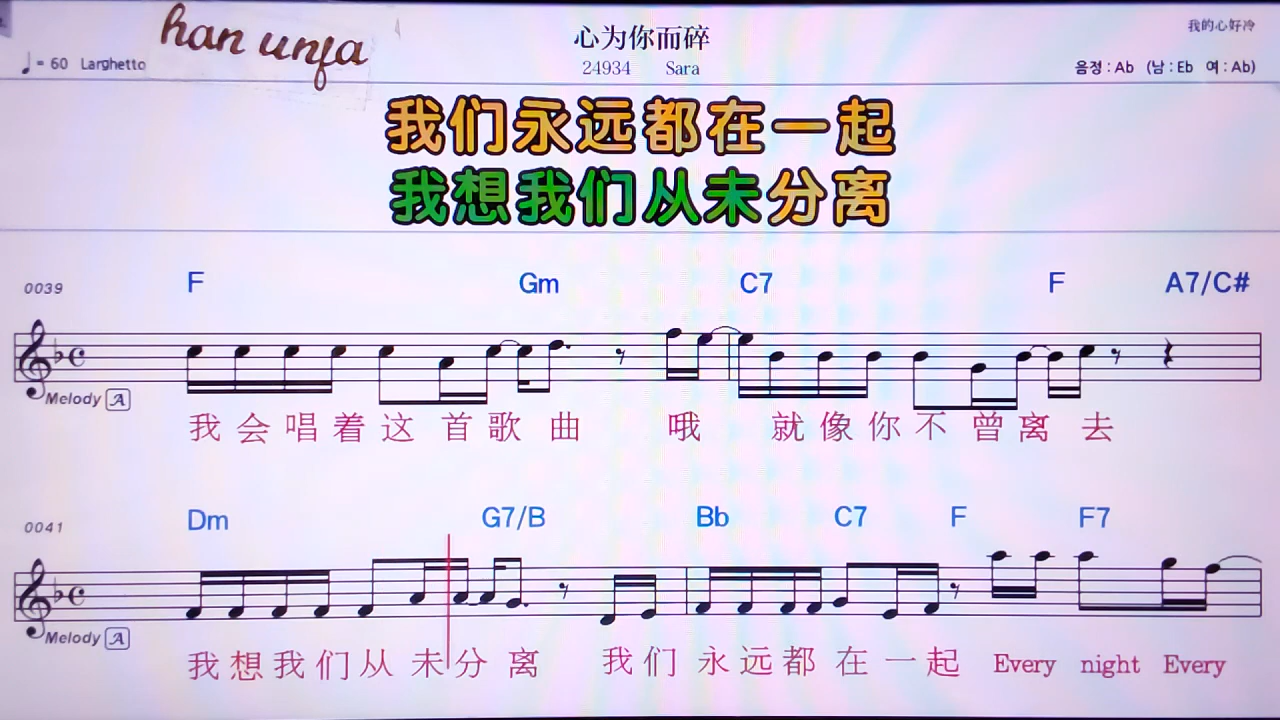 han unfa
心为你而碎
我的心好冷
♩= 60 Larghetto
24934 Sara
음정 : Ab (남 : Eb 여 : Ab)
我们永远都在一起
我想我们从未分离
0039
F Gm C7 F A7/C#
Melody A
我会唱着这首歌曲 哦 就像你不曾离去
0041
Dm G7/B Bb C7 F F7
Melody A
我想我们从未分离 我们永远都在一起 Every night Every